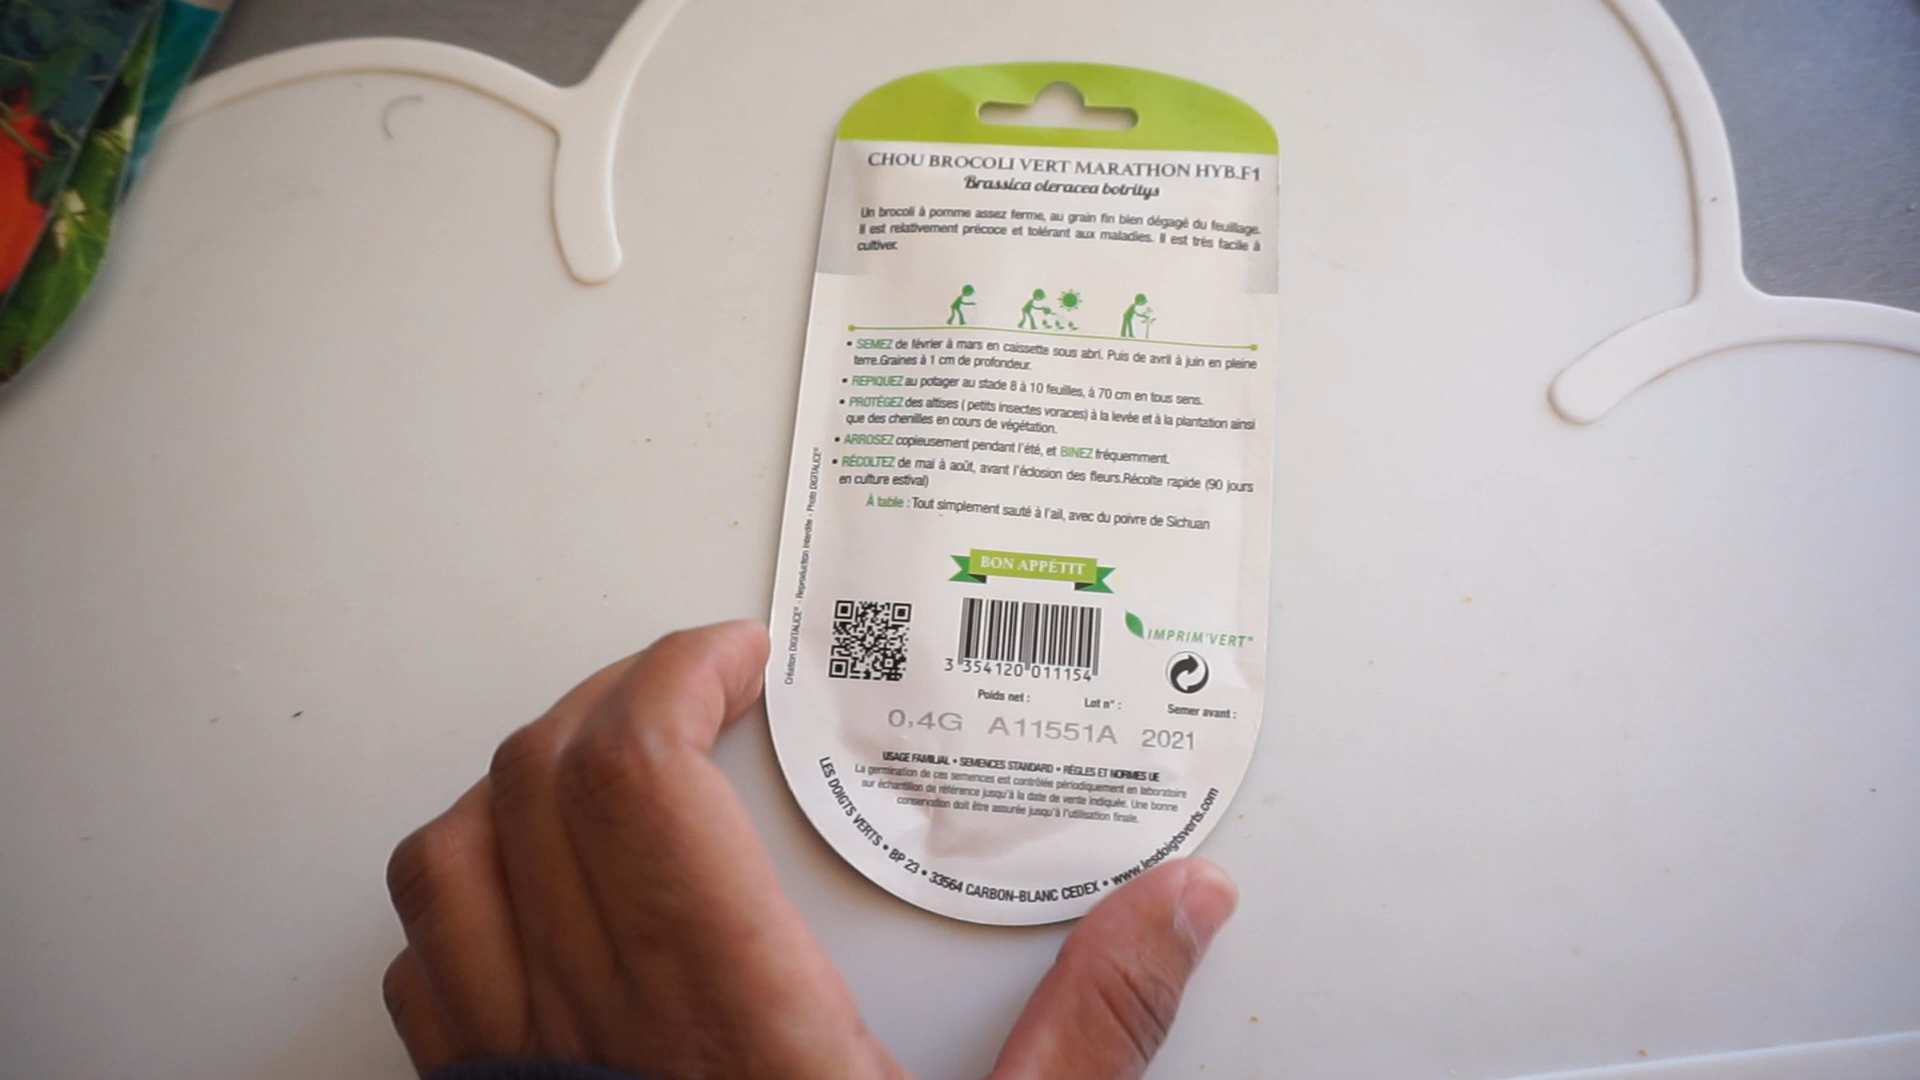 CHOU BROCOLI VERT MARATHON HYB.F1
Brassica oleracea botritys
Un brocoli à pomme assez ferme, au grain fin bien dégagé du feuillage.
Il est relativement précoce et tolérant aux maladies. Il est très facile à
cultiver.
• SEMEZ de février à mars en caissette sous abri. Puis de avril à juin en pleine
terre.Graines à 1 cm de profondeur.
• REPIQUEZ au potager au stade 8 à 10 feuilles, à 70 cm en tous sens.
• PROTÉGEZ des altises ( petits insectes voraces) à la levée et à la plantation ainsi
que des chenilles en cours de végétation.
• ARROSEZ copieusement pendant l'été, et BINEZ fréquemment.
• RÉCOLTEZ de mai à août, avant l'éclosion des fleurs.Récolte rapide (90 jours
en culture estival)
À table : Tout simplement sauté à l'ail, avec du poivre de Sichuan
BON APPÉTIT
Création DIGITALICE® - Reproduction interdite - Photo DIGITALICE®
IMPRIM'VERT®
3 354120 011154
Poids net : Lot n° : Semer avant :
0,4G A11551A 2021
USAGE FAMILIAL • SEMENCES STANDARD • RÈGLES ET NORMES UE
La germination de ces semences est contrôlée périodiquement en laboratoire
sur échantillon de référence jusqu'à la date de vente indiquée. Une bonne
conservation doit être assurée jusqu'à l'utilisation finale.
LES DOIGTS VERTS • BP 23 • 33564 CARBON-BLANC CEDEX • www.lesdoigtsverts.com